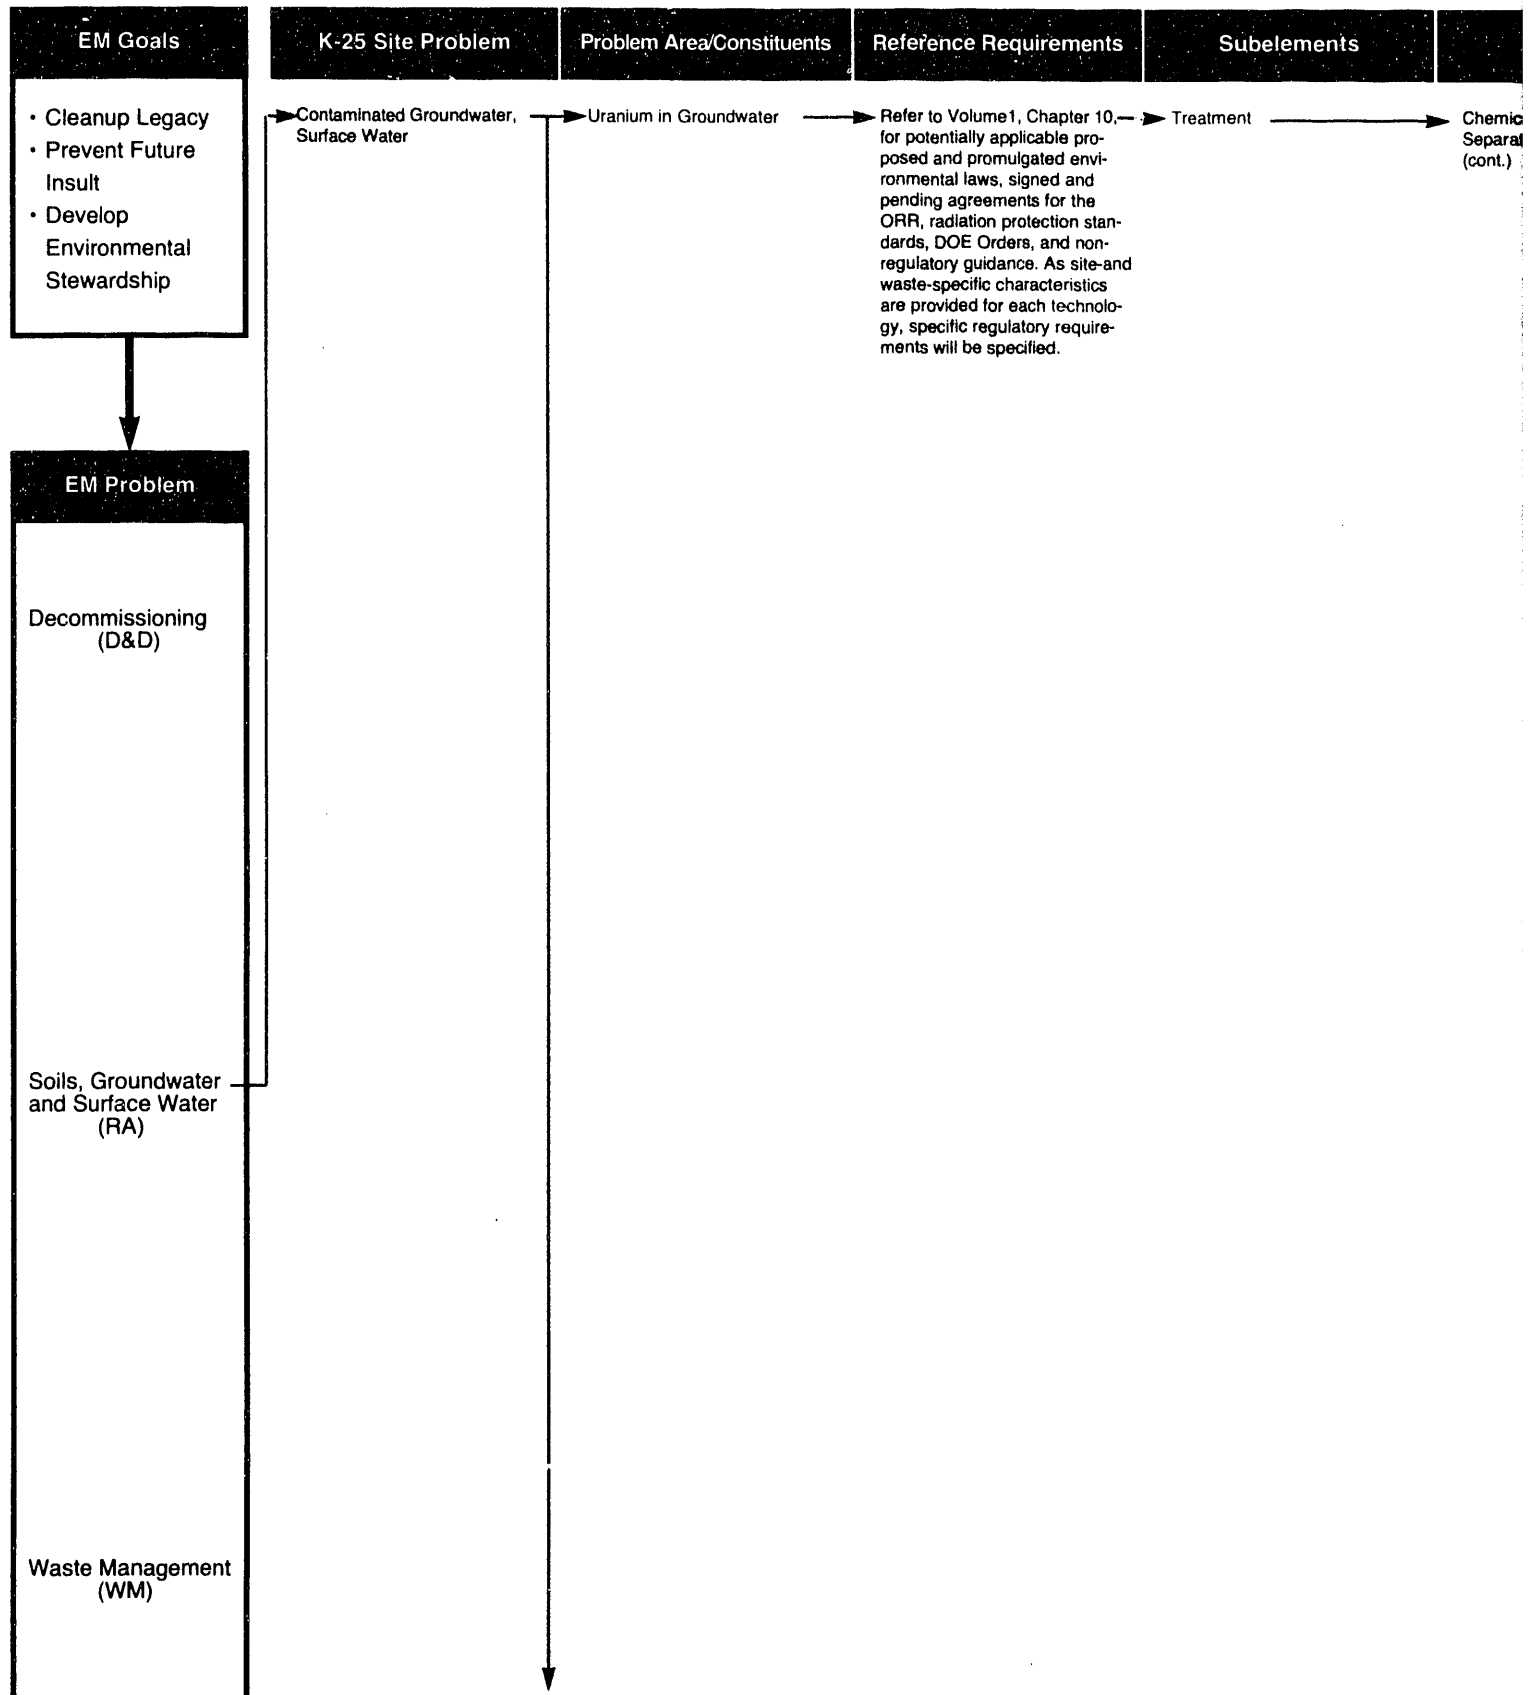 EM Goals
K-25 Site Problem
Problem Area/Constituents
Reference Requirements
Subelements
• Cleanup Legacy
• Prevent Future
Insult
• Develop
Environmental
Stewardship
Contaminated Groundwater,
Surface Water
Uranium in Groundwater
Refer to Volume1, Chapter 10,
for potentially applicable pro-
posed and promulgated envi-
ronmental laws, signed and
pending agreements for the
ORR, radiation protection stan-
dards, DOE Orders, and non-
regulatory guidance. As site-and
waste-specific characteristics
are provided for each technolo-
gy, specific regulatory require-
ments will be specified.
Treatment
Chemic
Separat
(cont.)
EM Problem
Decommissioning
(D&D)
Soils, Groundwater
and Surface Water
(RA)
Waste Management
(WM)